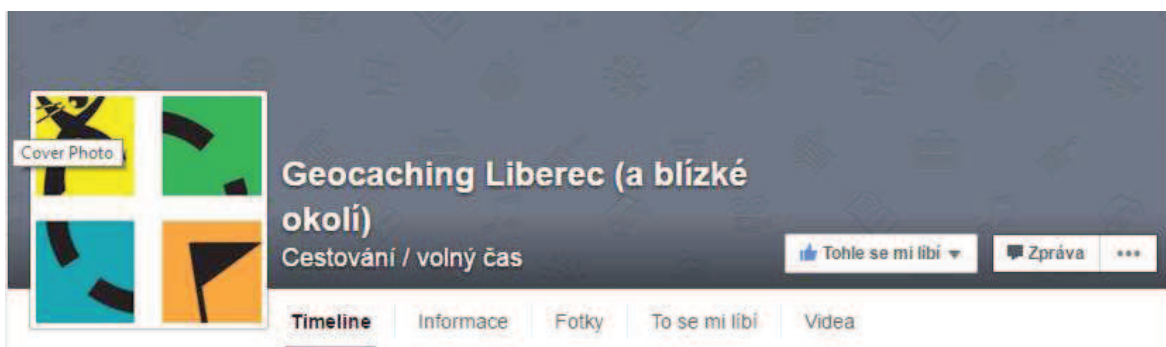 Cover Photo
Geocaching Liberec (a blízké
okolí)
Cestování / volný čas
Tohle se mi líbí
Zpráva
Timeline Informace Fotky To se mi líbí Videa